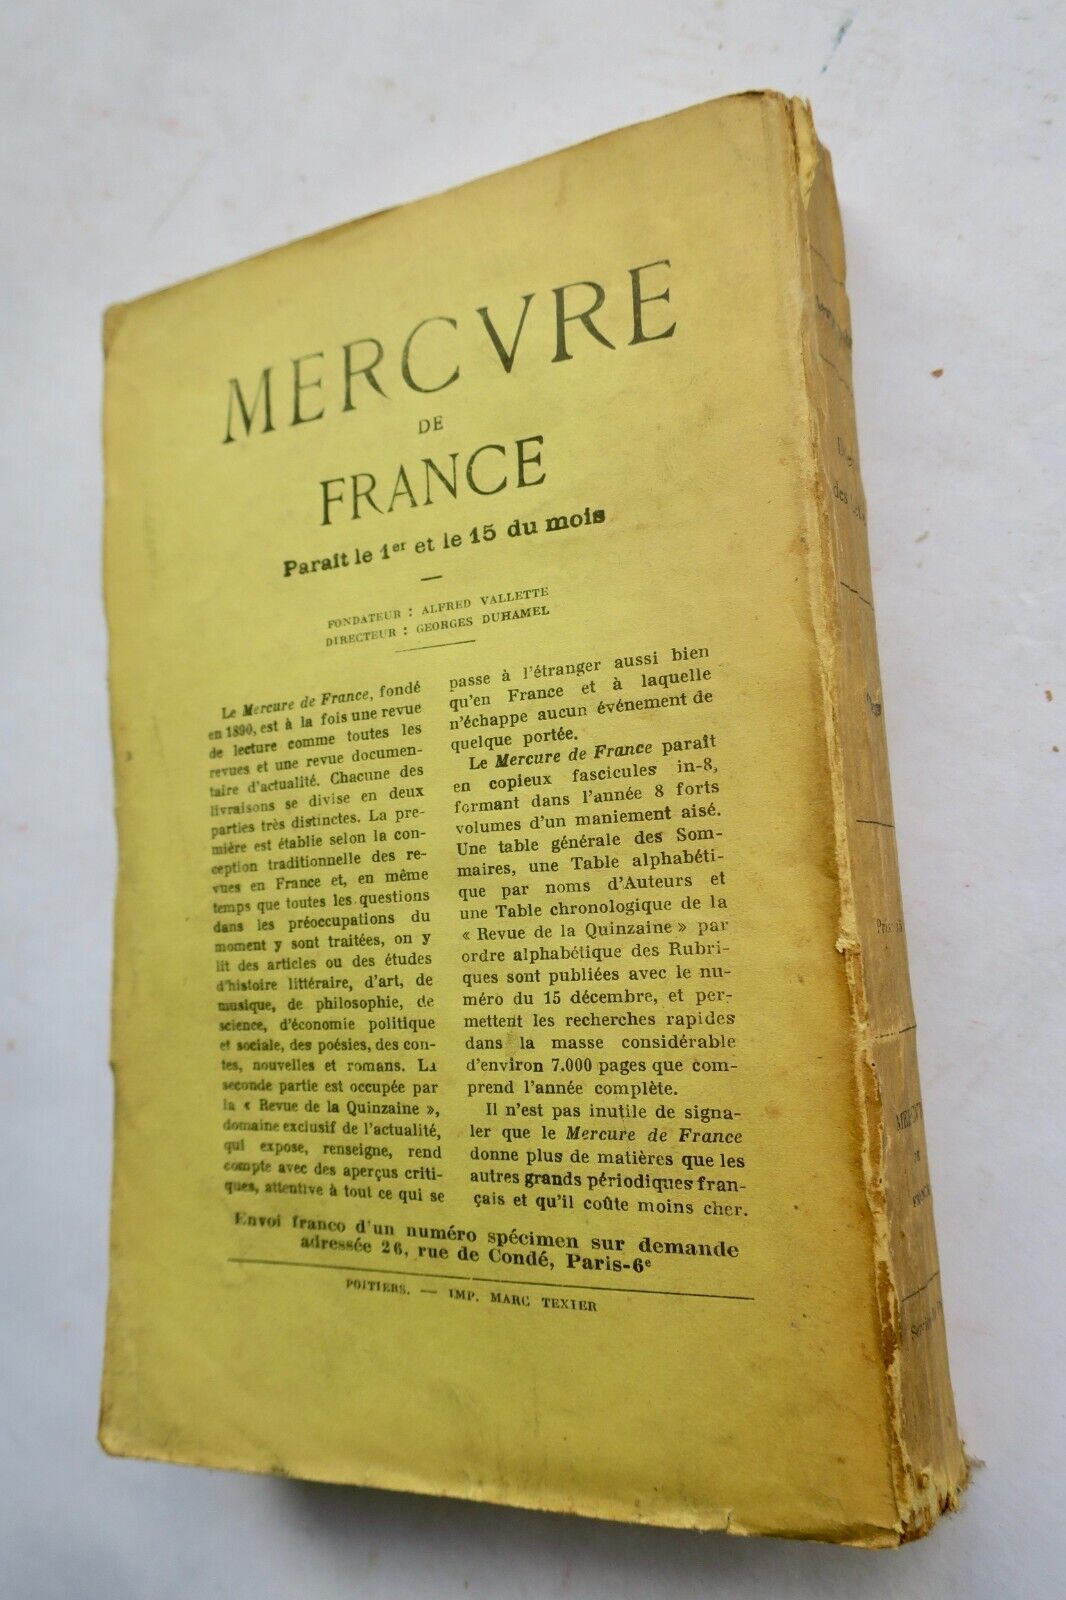 MERCVRE
DE
FRANCE
Paraît le 1er et le 15 du mois
FONDATEUR : ALFRED VALLETTE
DIRECTEUR : GEORGES DUHAMEL
Le Mercure de France, fondé
en 1890, est à la fois une revue
de lecture comme toutes les
revues et une revue documen-
taire d'actualité. Chacune des
livraisons se divise en deux
parties très distinctes. La pre-
mière est établie selon la con-
ception traditionnelle des re-
vues en France et, en même
temps que toutes les questions
dans les préoccupations du
moment y sont traitées, on y
lit des articles ou des études
d'histoire littéraire, d'art, de
musique, de philosophie, de
science, d'économie politique
et sociale, des poésies, des con-
tes, nouvelles et romans. La
seconde partie est occupée par
la « Revue de la Quinzaine »,
domaine exclusif de l'actualité,
qui expose, renseigne, rend
compte avec des aperçus criti-
ques, attentive à tout ce qui se
passe à l'étranger aussi bien
qu'en France et à laquelle
n'échappe aucun événement de
quelque portée.
Le Mercure de France paraît
en copieux fascicules in-8,
formant dans l'année 8 forts
volumes d'un maniement aisé.
Une table générale des Som-
maires, une Table alphabéti-
que par noms d'Auteurs et
une Table chronologique de la
« Revue de la Quinzaine » par
ordre alphabétique des Rubri-
ques sont publiées avec le nu-
méro du 15 décembre, et per-
mettent les recherches rapides
dans la masse considérable
d'environ 7.000 pages que com-
prend l'année complète.
Il n'est pas inutile de signa-
ler que le Mercure de France
donne plus de matières que les
autres grands périodiques fran-
çais et qu'il coûte moins cher.
Envoi franco d'un numéro spécimen sur demande
adressée 26, rue de Condé, Paris-6e
POITIERS. — IMP. MARC TEXIER
des
DE